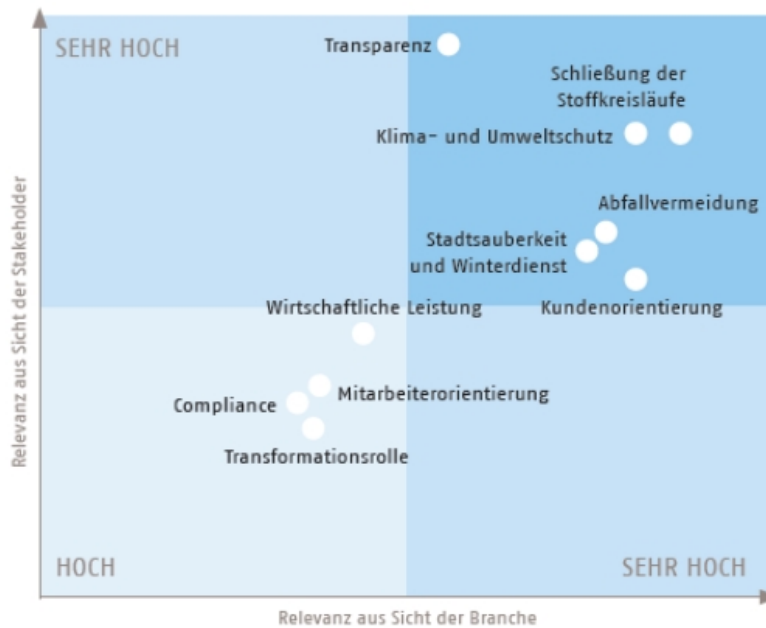 SEHR HOCH
Transparenz
Schließung der
Stoffkreisläufe
Klima- und Umweltschutz
Abfallvermeidung
Stadtsauberkeit
und Winterdienst
Wirtschaftliche Leistung
Kundenorientierung
Mitarbeiterorientierung
Compliance
Transformationsrolle
HOCH
SEHR HOCH
Relevanz aus Sicht der Stakeholder
Relevanz aus Sicht der Branche